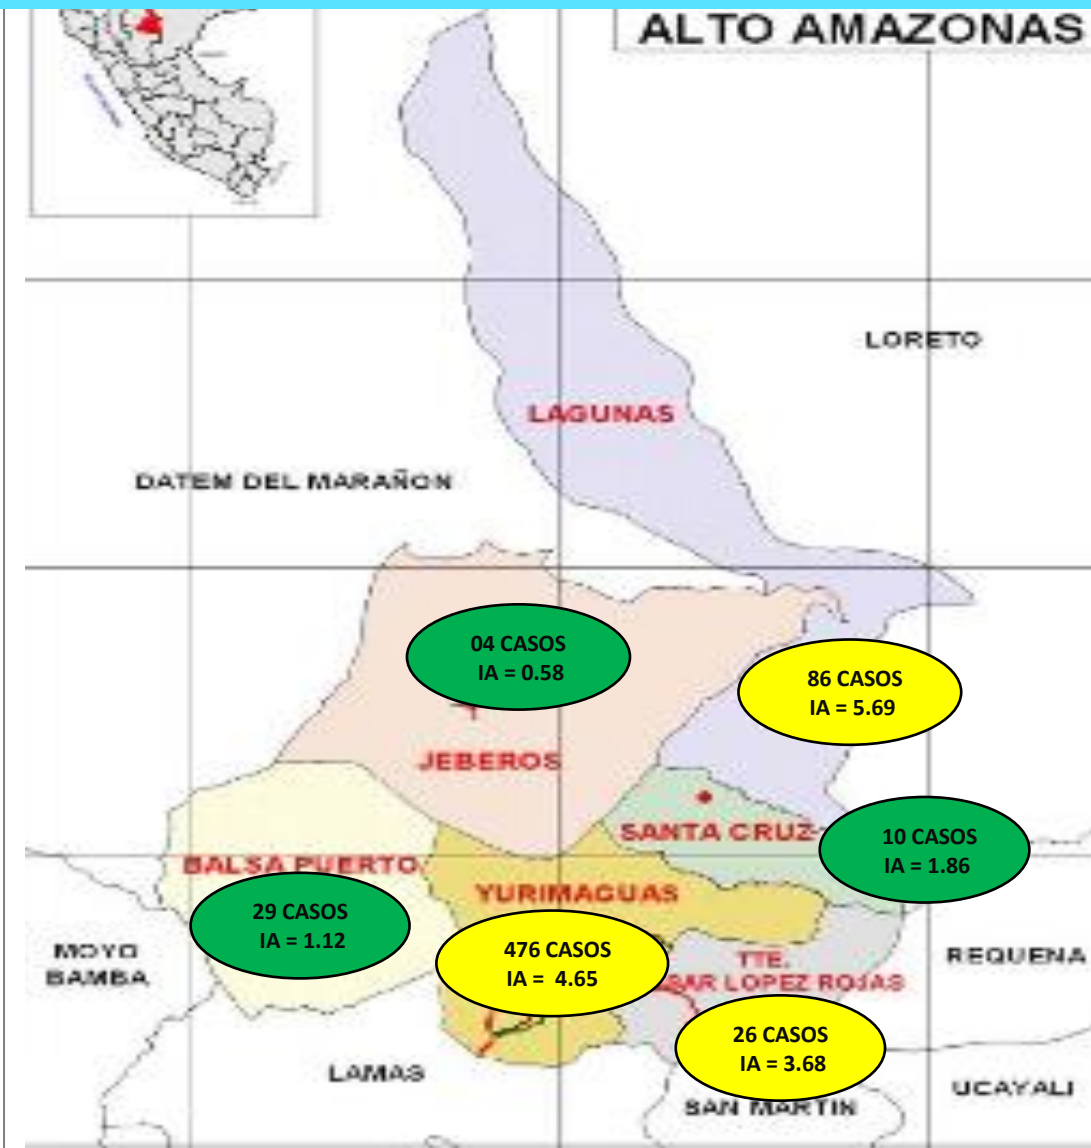 ALTO AMAZONAS
LORETO
LAGUNAS
DATEM DEL MARAÑON
04 CASOS
IA = 0.58
86 CASOS
IA = 5.69
JEBEROS
SANTA CRUZ
10 CASOS
IA = 1.86
BALSA PUERTO
YURIMAGUAS
29 CASOS
IA = 1.12
476 CASOS
IA = 4.65
MOYO
BAMBA
TTE.
SAR LOPEZ ROJAS
REQUENA
26 CASOS
IA = 3.68
LAMAS
UCAYALI
SAN MARTIN